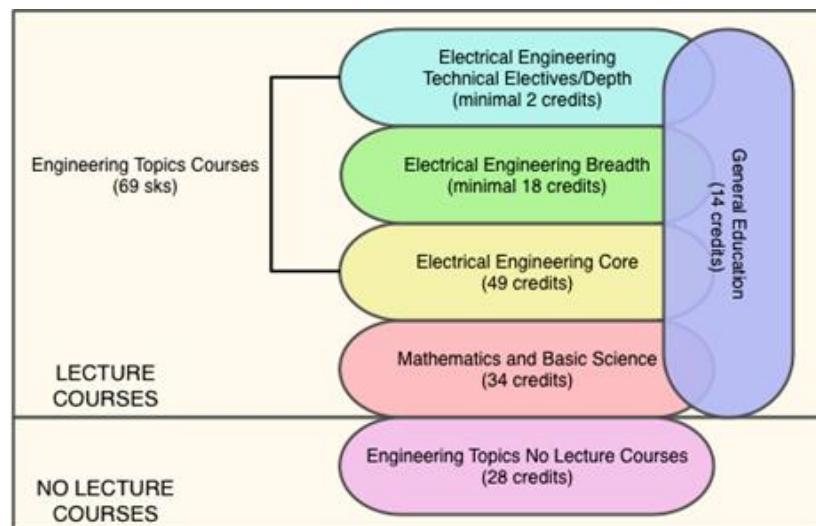 Electrical Engineering
Technical Electives/Depth
(minimal 2 credits)
Engineering Topics Courses
(69 sks)
Electrical Engineering Breadth
(minimal 18 credits)
General Education
(14 credits)
Electrical Engineering Core
(49 credits)
Mathematics and Basic Science
(34 credits)
LECTURE
COURSES
Engineering Topics No Lecture Courses
(28 credits)
NO LECTURE
COURSES